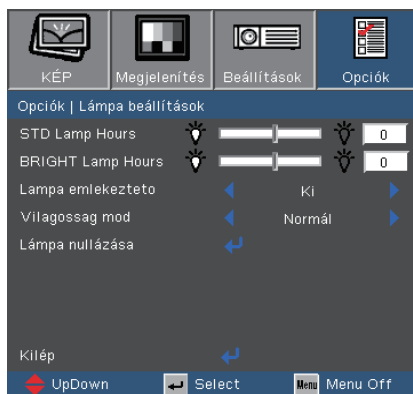 KÉP Megjelenítés Beállítások Opciók
Opciók | Lámpa beállítások
STD Lamp Hours 0
BRIGHT Lamp Hours 0
Lampa emlekezteto Ki
Vilagossag mod Normál
Lámpa nullázása
Kilép
UpDown Select Menu Menu Off